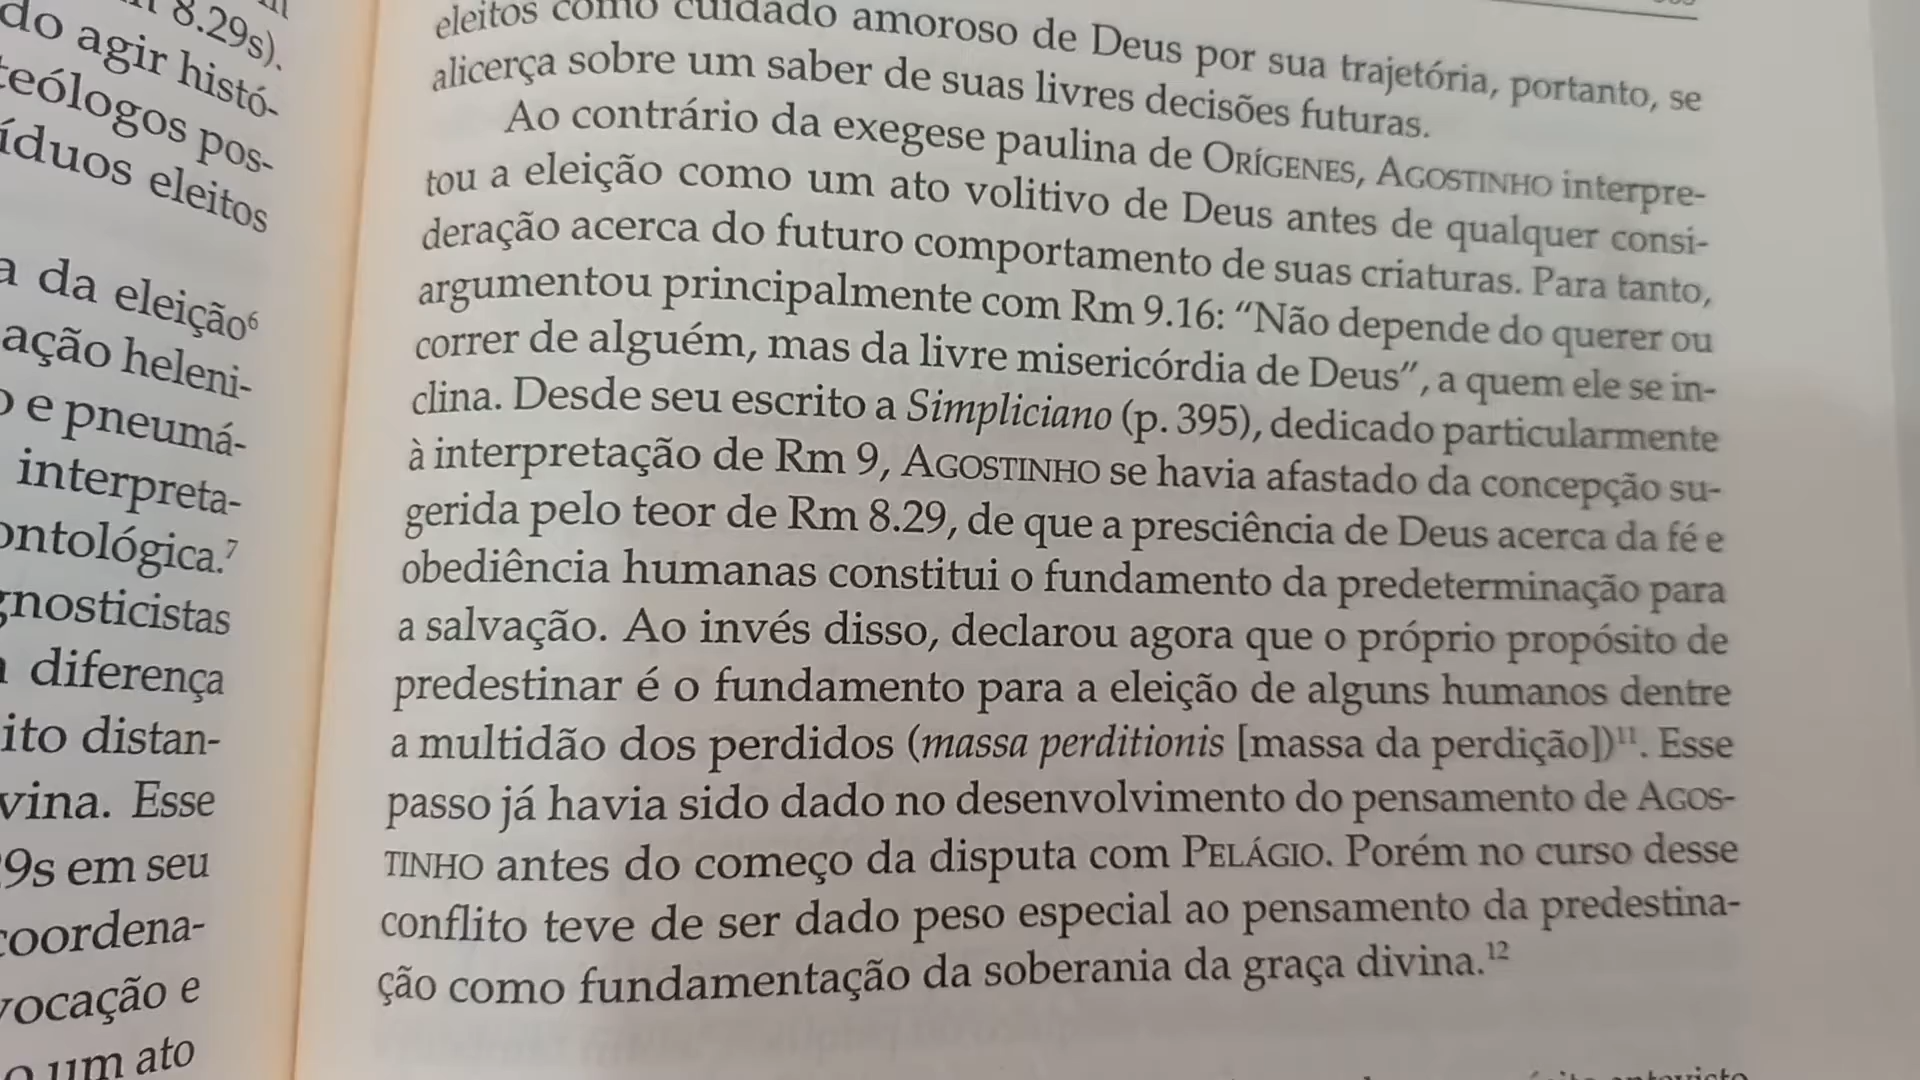 8.29s).
do agir histó-
teólogos pos-
íduos eleitos
a da eleição⁶
ação heleni-
o e pneumá-
interpreta-
ontológica.⁷
gnosticistas
diferença
ito distan-
vina. Esse
9s em seu
coordena-
vocação e
o um ato
eleitos como cuidado amoroso de Deus por sua trajetória, portanto, se
alicerça sobre um saber de suas livres decisões futuras.
Ao contrário da exegese paulina de ORÍGENES, AGOSTINHO interpre-
tou a eleição como um ato volitivo de Deus antes de qualquer consi-
deração acerca do futuro comportamento de suas criaturas. Para tanto,
argumentou principalmente com Rm 9.16: “Não depende do querer ou
correr de alguém, mas da livre misericórdia de Deus”, a quem ele se in-
clina. Desde seu escrito a Simpliciano (p. 395), dedicado particularmente
à interpretação de Rm 9, AGOSTINHO se havia afastado da concepção su-
gerida pelo teor de Rm 8.29, de que a presciência de Deus acerca da fé e
obediência humanas constitui o fundamento da predeterminação para
a salvação. Ao invés disso, declarou agora que o próprio propósito de
predestinar é o fundamento para a eleição de alguns humanos dentre
a multidão dos perdidos (massa perditionis [massa da perdição])¹¹. Esse
passo já havia sido dado no desenvolvimento do pensamento de AGOS-
TINHO antes do começo da disputa com PELÁGIO. Porém no curso desse
conflito teve de ser dado peso especial ao pensamento da predestina-
ção como fundamentação da soberania da graça divina.¹²